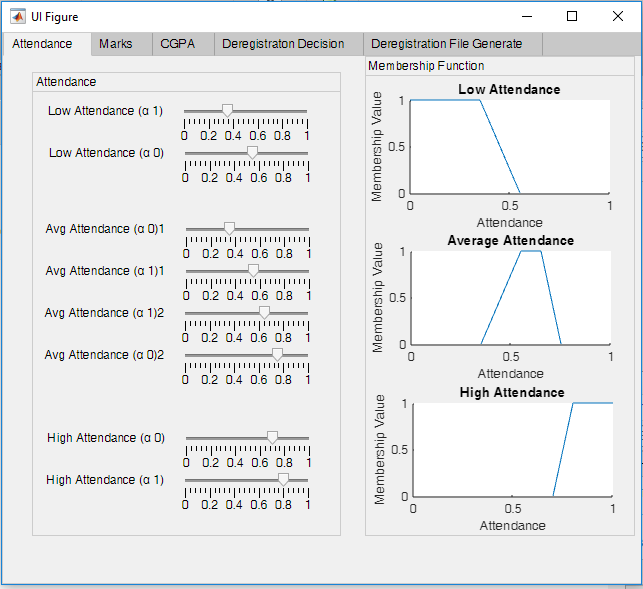 UI Figure
Attendance Marks CGPA Deregistraton Decision Deregistration File Generate
Attendance
Low Attendance (α 1)
0 0.2 0.4 0.6 0.8 1
Low Attendance (α 0)
0 0.2 0.4 0.6 0.8 1
Avg Attendance (α 0)1
0 0.2 0.4 0.6 0.8 1
Avg Attendance (α 1)1
0 0.2 0.4 0.6 0.8 1
Avg Attendance (α 1)2
0 0.2 0.4 0.6 0.8 1
Avg Attendance (α 0)2
0 0.2 0.4 0.6 0.8 1
High Attendance (α 0)
0 0.2 0.4 0.6 0.8 1
High Attendance (α 1)
0 0.2 0.4 0.6 0.8 1
Membership Function
Low Attendance
Membership Value
1
0.5
0
0 0.5 1
Attendance
Average Attendance
Membership Value
1
0.5
0
0 0.5 1
Attendance
High Attendance
Membership Value
1
0.5
0
0 0.5 1
Attendance